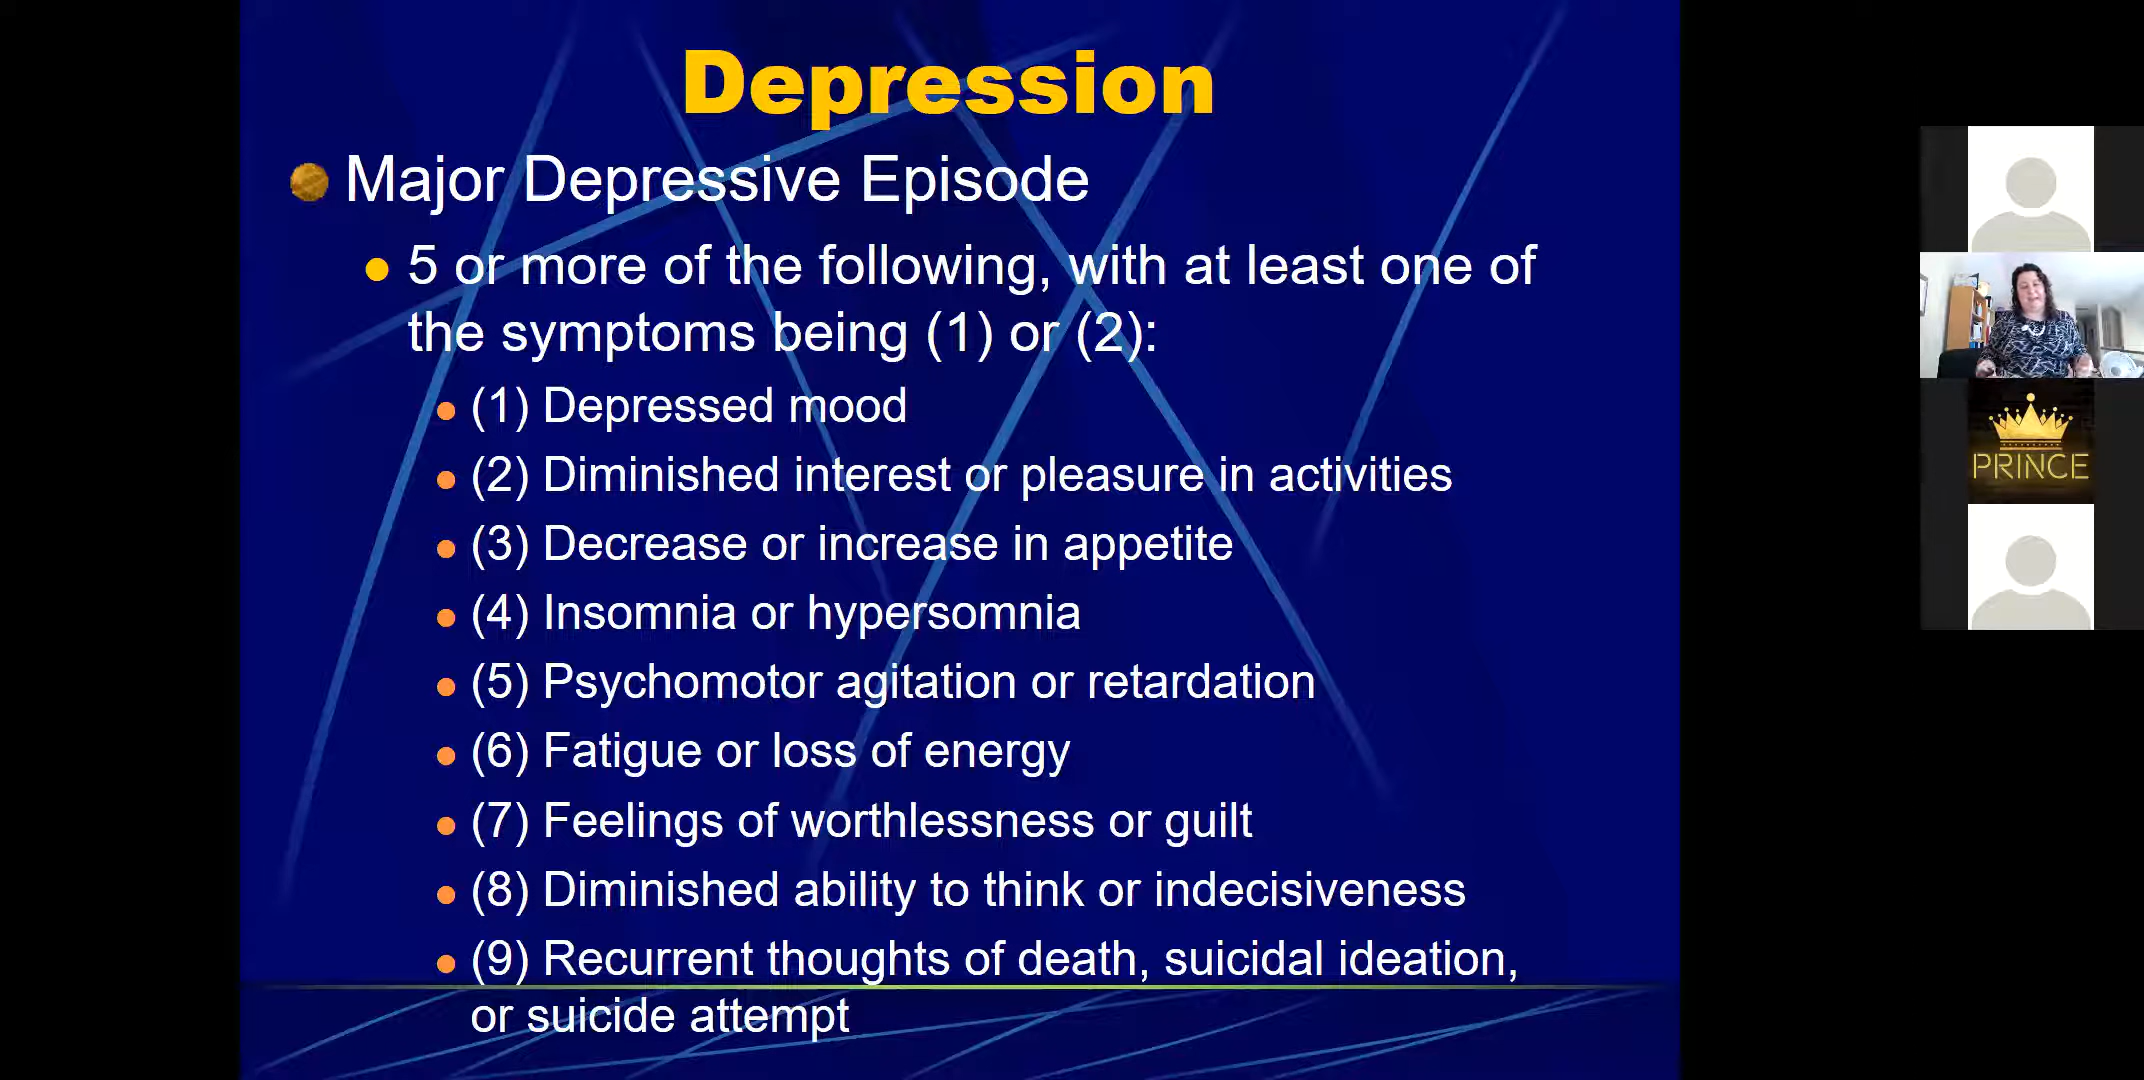 Depression
Major Depressive Episode
5 or more of the following, with at least one of
the symptoms being (1) or (2):
(1) Depressed mood
(2) Diminished interest or pleasure in activities
(3) Decrease or increase in appetite
(4) Insomnia or hypersomnia
(5) Psychomotor agitation or retardation
(6) Fatigue or loss of energy
(7) Feelings of worthlessness or guilt
(8) Diminished ability to think or indecisiveness
(9) Recurrent thoughts of death, suicidal ideation,
or suicide attempt
PRINCE